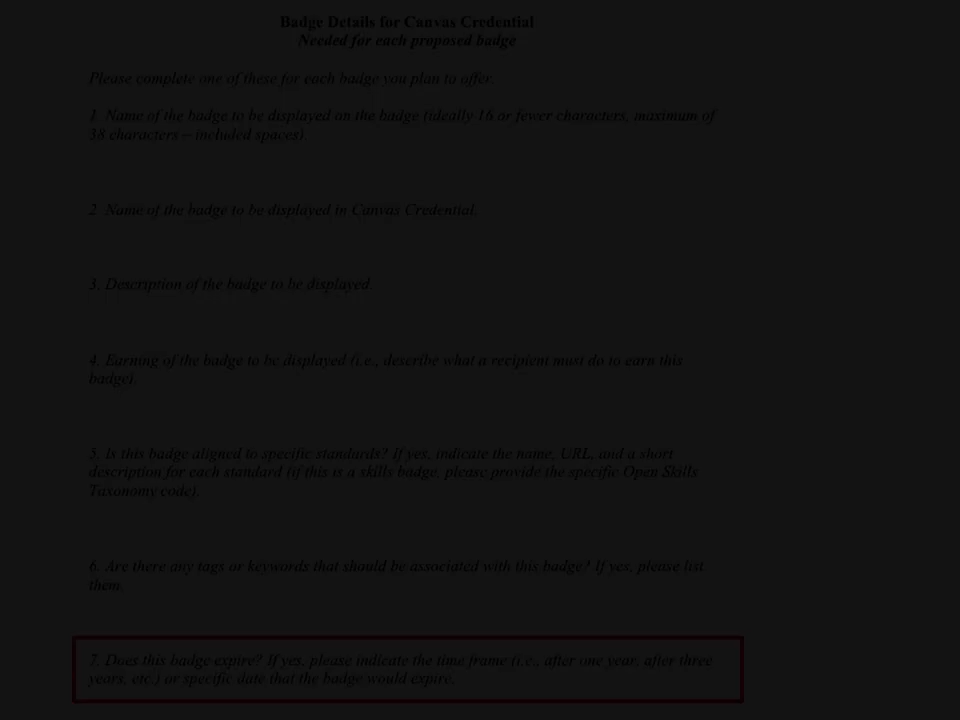 Badge Details for Canvas Credential
Needed for each proposed badge
Please complete one of these for each badge you plan to offer.
1. Name of the badge to be displayed on the badge (ideally 16 or fewer characters, maximum of
38 characters – included spaces)
2. Name of the badge to be displayed in Canvas Credential.
3. Description of the badge to be displayed.
4. Earning of the badge to be displayed (i.e., describe what a recipient must do to earn this
badge).
5. Is this badge aligned to specific standards? If yes, indicate the name, URL, and a short
description for each standard (if this is a skills badge, please provide the specific Open Skills
Taxonomy code).
6. Are there any tags or keywords that should be associated with this badge? If yes, please list
them.
7. Does this badge expire? If yes, please indicate the time frame (i.e., after one year, after three
years, etc.) or specific date that the badge would expire.